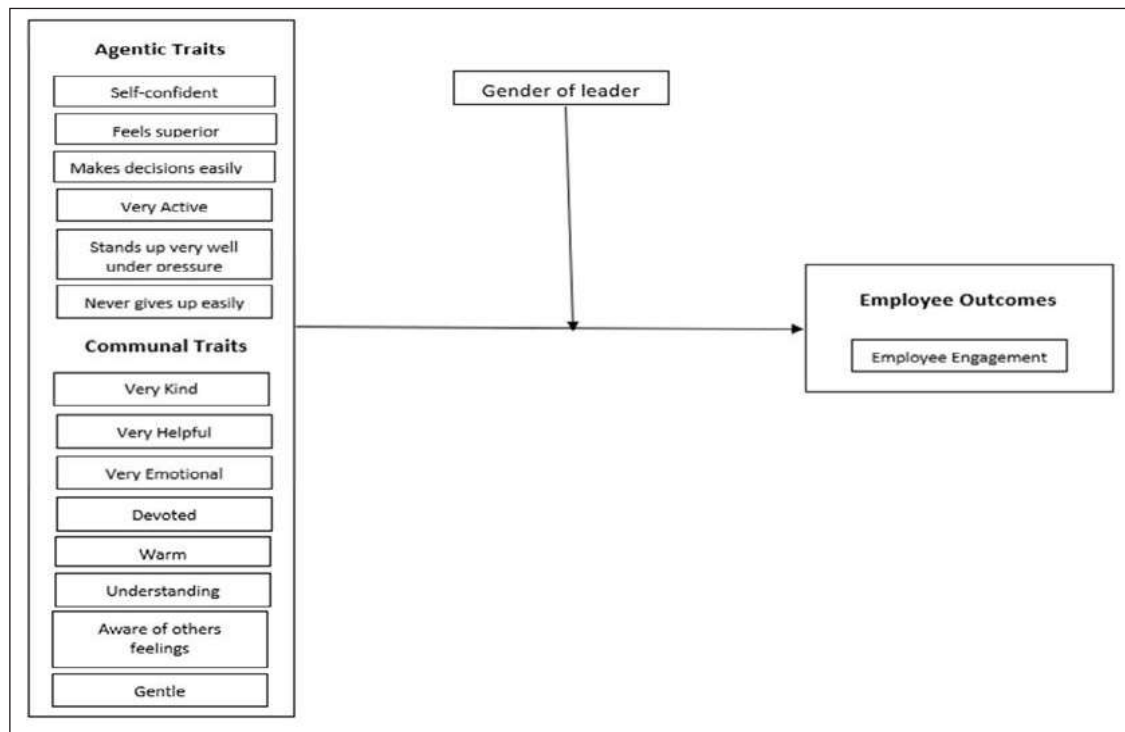 Agentic Traits
Self-confident
Feels superior
Makes decisions easily
Very Active
Stands up very well
under pressure
Never gives up easily
Communal Traits
Very Kind
Very Helpful
Very Emotional
Devoted
Warm
Understanding
Aware of others
feelings
Gentle
Gender of leader
Employee Outcomes
Employee Engagement